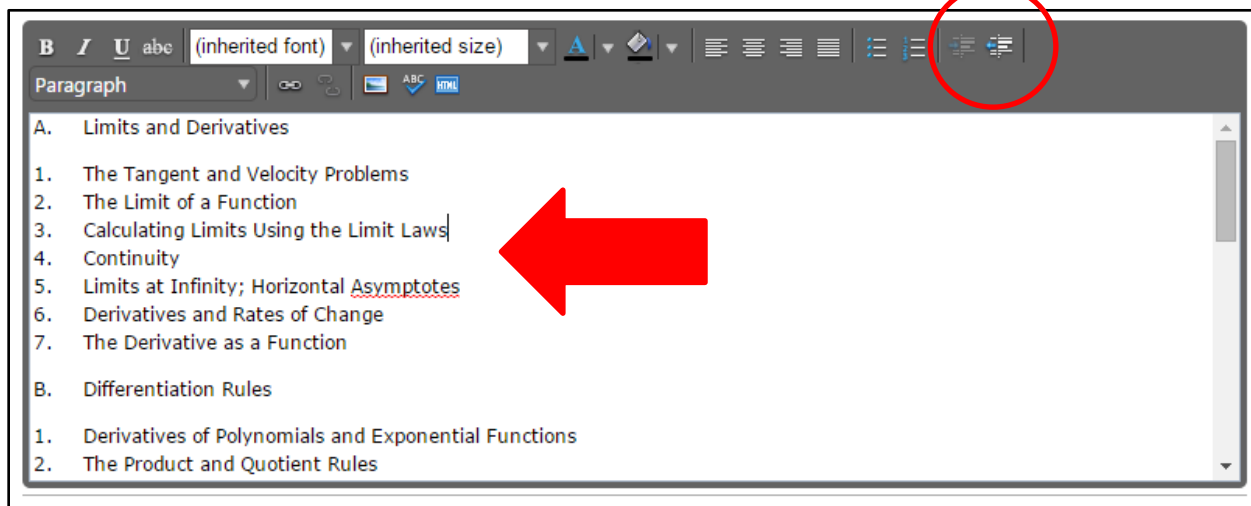 B I U abc (inherited font) (inherited size) A
Paragraph ABC HTML
A. Limits and Derivatives
1. The Tangent and Velocity Problems
2. The Limit of a Function
3. Calculating Limits Using the Limit Laws
4. Continuity
5. Limits at Infinity; Horizontal Asymptotes
6. Derivatives and Rates of Change
7. The Derivative as a Function
B. Differentiation Rules
1. Derivatives of Polynomials and Exponential Functions
2. The Product and Quotient Rules